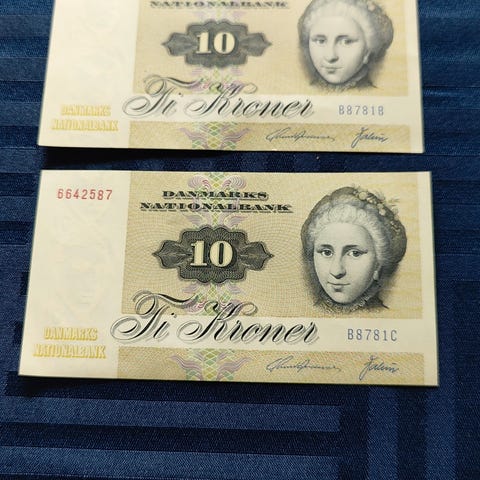 NATIONALBANK
10
Ti Kroner
B8781B
DANMARKS
NATIONALBANK
6642587
DANMARKS
NATIONALBANK
10
Ti Kroner
B8781C
DANMARKS
NATIONALBANK